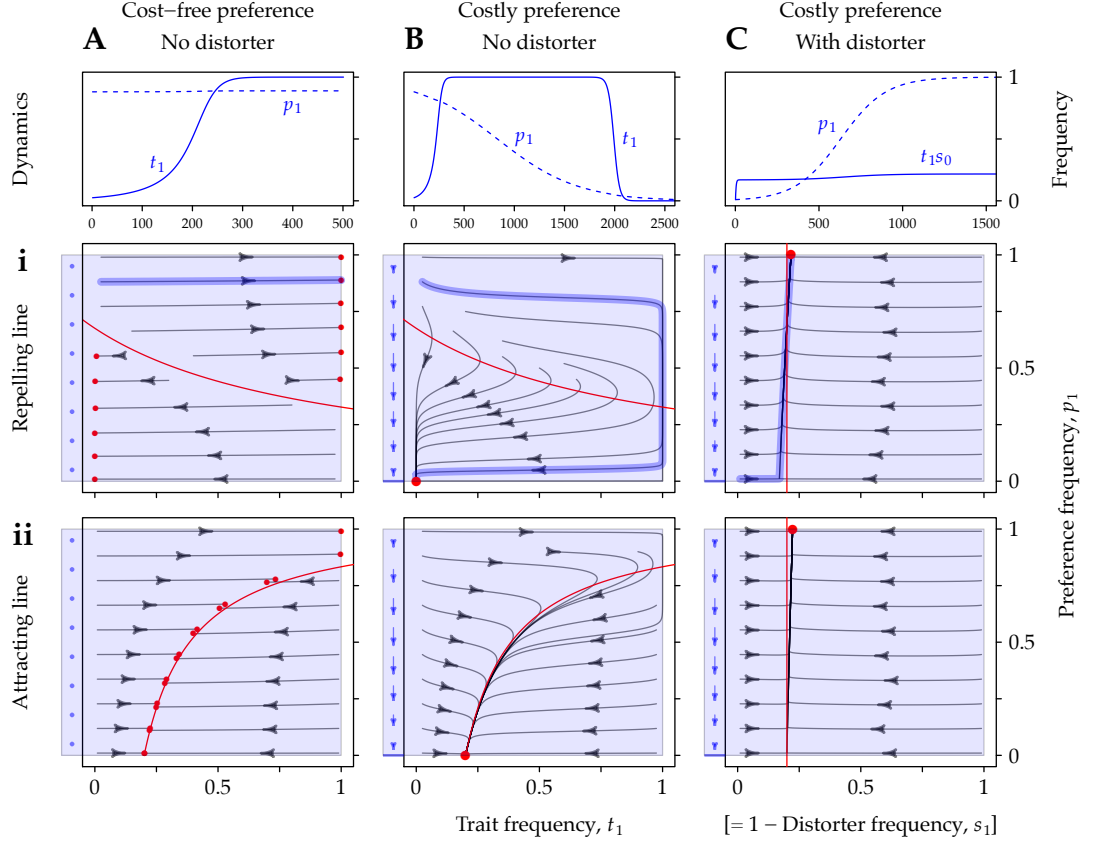 Cost−free preference
A No distorter
Costly preference
B No distorter
Costly preference
C With distorter
Dynamics
t1
p1
0 100 200 300 400 500
p1
t1
0 500 1000 1500 2000 2500
p1
t1s0
0 500 1000 1500
1
0
Frequency
i
Repelling line
1
0.5
0
ii
Attracting line
1
0.5
0
Preference frequency, p1
0 0.5 1
0 0.5 1
0 0.5 1
Trait frequency, t1
[= 1 − Distorter frequency, s1]